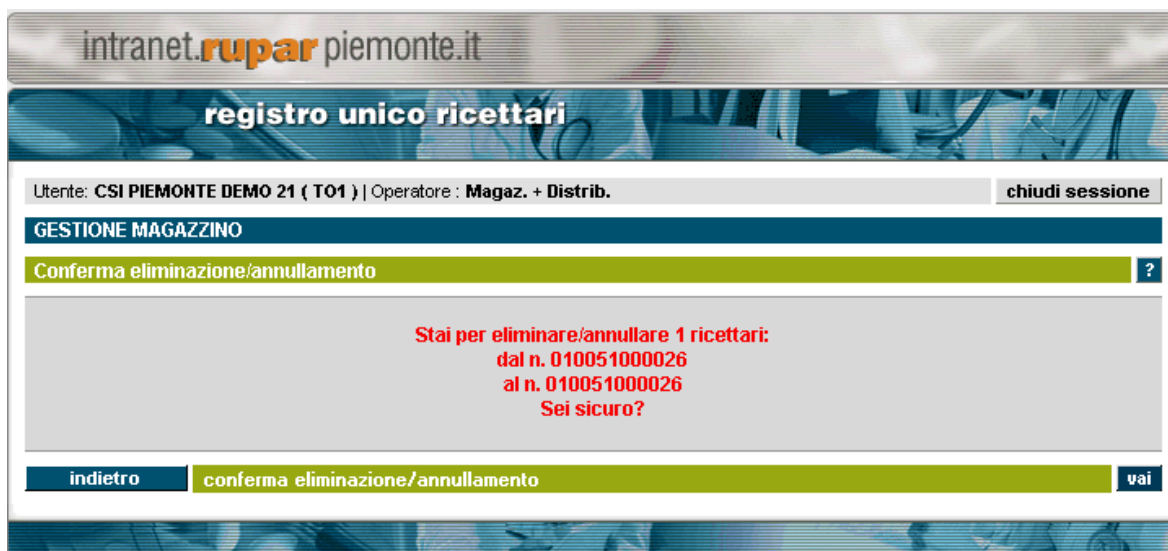 intranet.rupar piemonte.it
registro unico ricettari
Utente: CSI PIEMONTE DEMO 21 ( TO1 ) | Operatore : Magaz. + Distrib. chiudi sessione
GESTIONE MAGAZZINO
Conferma eliminazione/annullamento ?
Stai per eliminare/annullare 1 ricettari:
dal n. 010051000026
al n. 010051000026
Sei sicuro?
indietro conferma eliminazione/annullamento vai